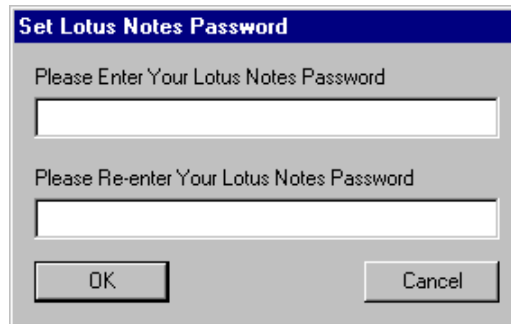 Set Lotus Notes Password
Please Enter Your Lotus Notes Password
Please Re-enter Your Lotus Notes Password
OK Cancel